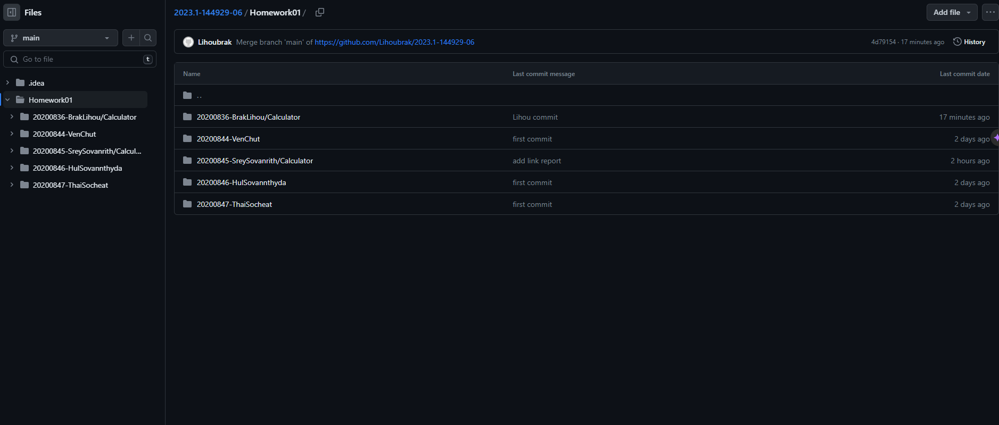 Files
main
Go to file
t
.idea
Homework01
20200836-BrakLihou/Calculator
20200844-VenChut
20200845-SreySovanrith/Calcul...
20200846-HulSovannthyda
20200847-ThaiSocheat
2023.1-144929-06 / Homework01 /
Add file
Lihoubrak Merge branch 'main' of https://github.com/Lihoubrak/2023.1-144929-06 4d79154 · 17 minutes ago History
Name Last commit message Last commit date
..
20200836-BrakLihou/Calculator Lihou commit 17 minutes ago
20200844-VenChut first commit 2 days ago
20200845-SreySovanrith/Calculator add link report 2 hours ago
20200846-HulSovannthyda first commit 2 days ago
20200847-ThaiSocheat first commit 2 days ago